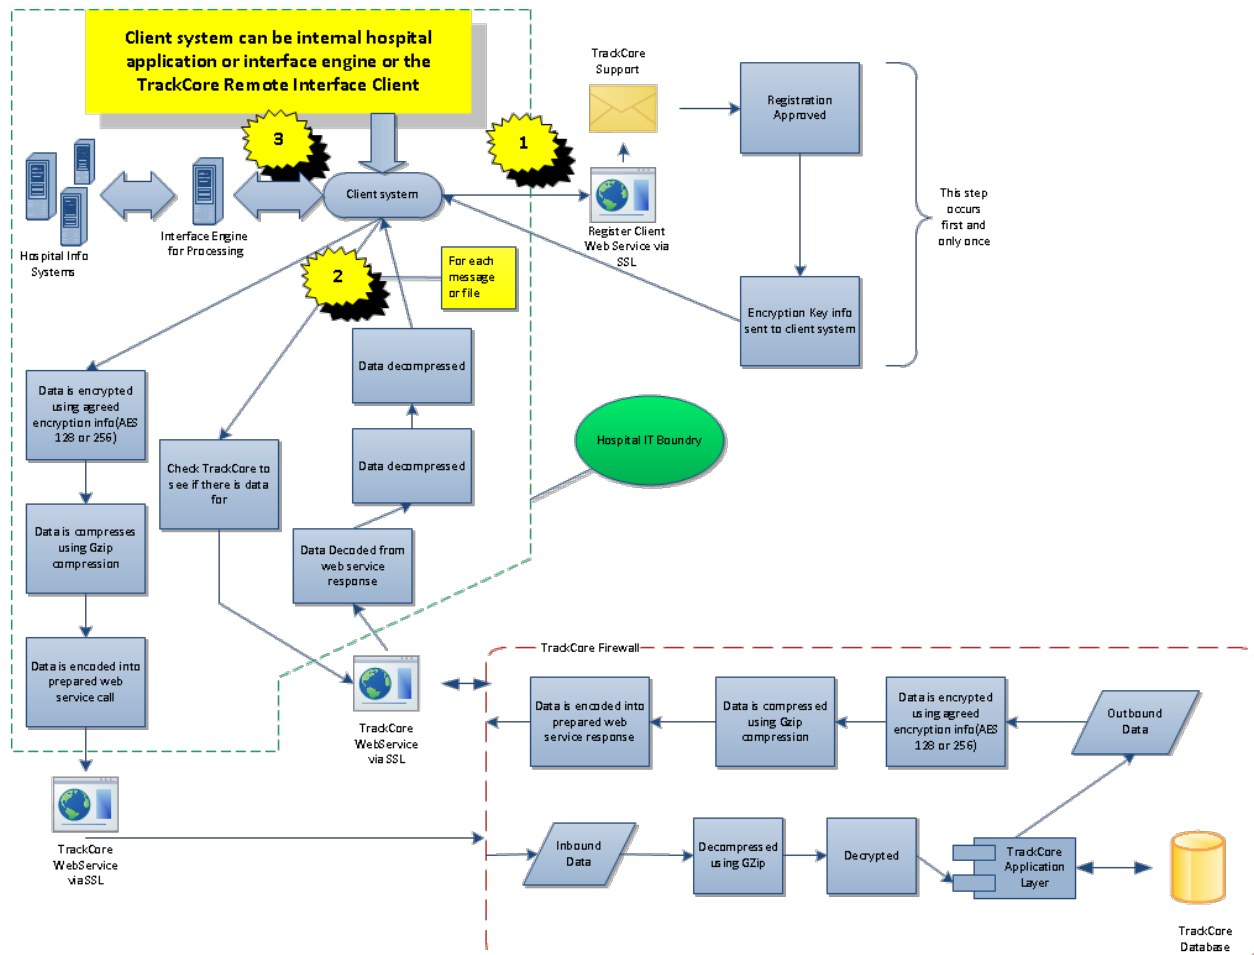 Client system can be internal hospital
application or interface engine or the
TrackCore Remote Interface Client
TrackCore
Support
Registration
Approved
3
1
Client system
This step
occurs
first and
only once
Interface Engine
for Processing
Hospital Info
Systems
Register Client
Web Service via
SSL
2
For each
message
or file
Encryption Key info
sent to client system
Data decompressed
Data is encrypted
using agreed
encryption info(AES
128 or 256)
Hospital IT Boundry
Data decompressed
Check TrackCore to
see if there is data
for
Data is compresses
using Gzip
compression
Data Decoded from
web service
response
Data is encoded into
prepared web
service call
TrackCore Firewall
TrackCore
WebService
via SSL
Data is encoded into
prepared web
service response
Data is compressed
using Gzip
compression
Data is encrypted
using agreed
encryption info(AES
128 or 256)
Outbound
Data
TrackCore
WebService
via SSL
Inbound
Data
Decompressed
using GZip
Decrypted
TrackCore
Application
Layer
TrackCore
Database